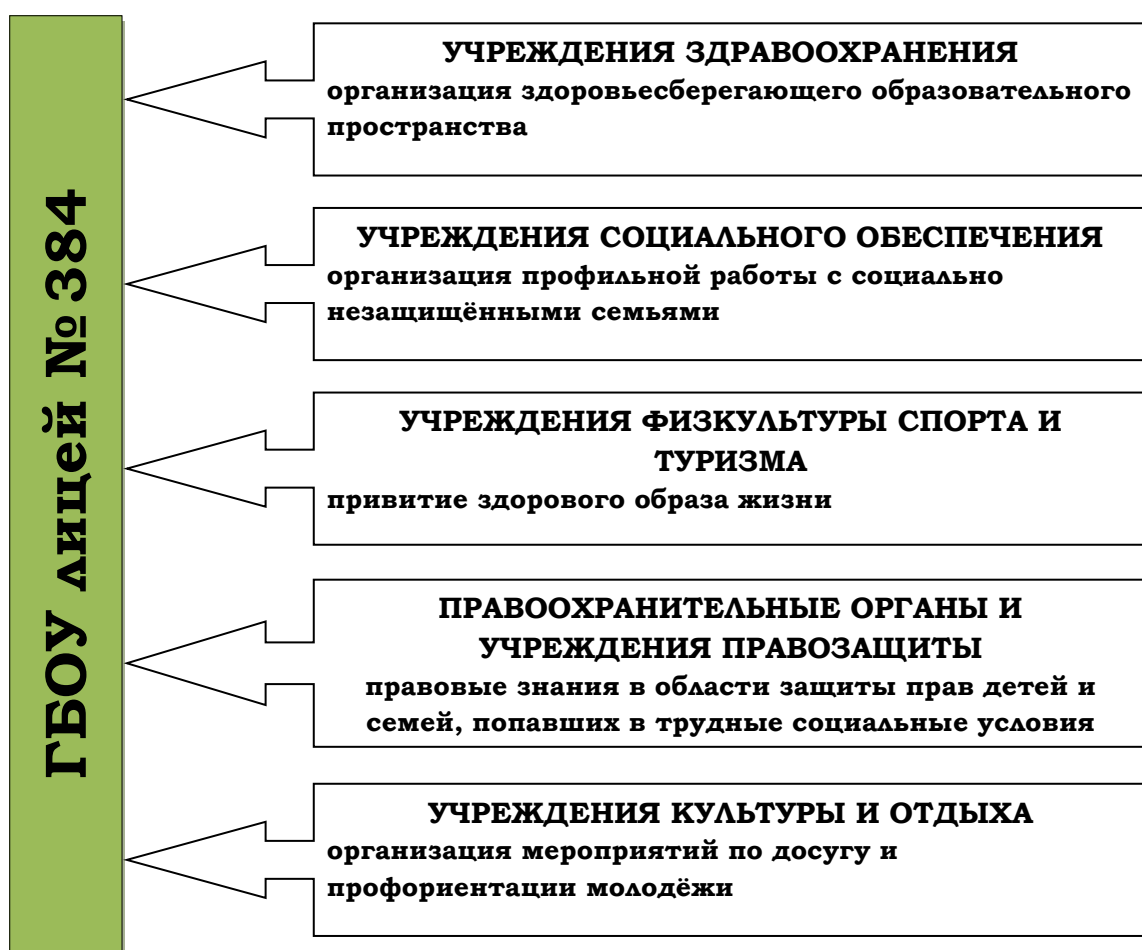 ГБОУ лицей № 384
УЧРЕЖДЕНИЯ ЗДРАВООХРАНЕНИЯ
организация здоровьесберегающего образовательного
пространства
УЧРЕЖДЕНИЯ СОЦИАЛЬНОГО ОБЕСПЕЧЕНИЯ
организация профильной работы с социально
незащищёнными семьями
УЧРЕЖДЕНИЯ ФИЗКУЛЬТУРЫ СПОРТА И
ТУРИЗМА
привитие здорового образа жизни
ПРАВООХРАНИТЕЛЬНЫЕ ОРГАНЫ И
УЧРЕЖДЕНИЯ ПРАВОЗАЩИТЫ
правовые знания в области защиты прав детей и
семей, попавших в трудные социальные условия
УЧРЕЖДЕНИЯ КУЛЬТУРЫ И ОТДЫХА
организация мероприятий по досугу и
профориентации молодёжи